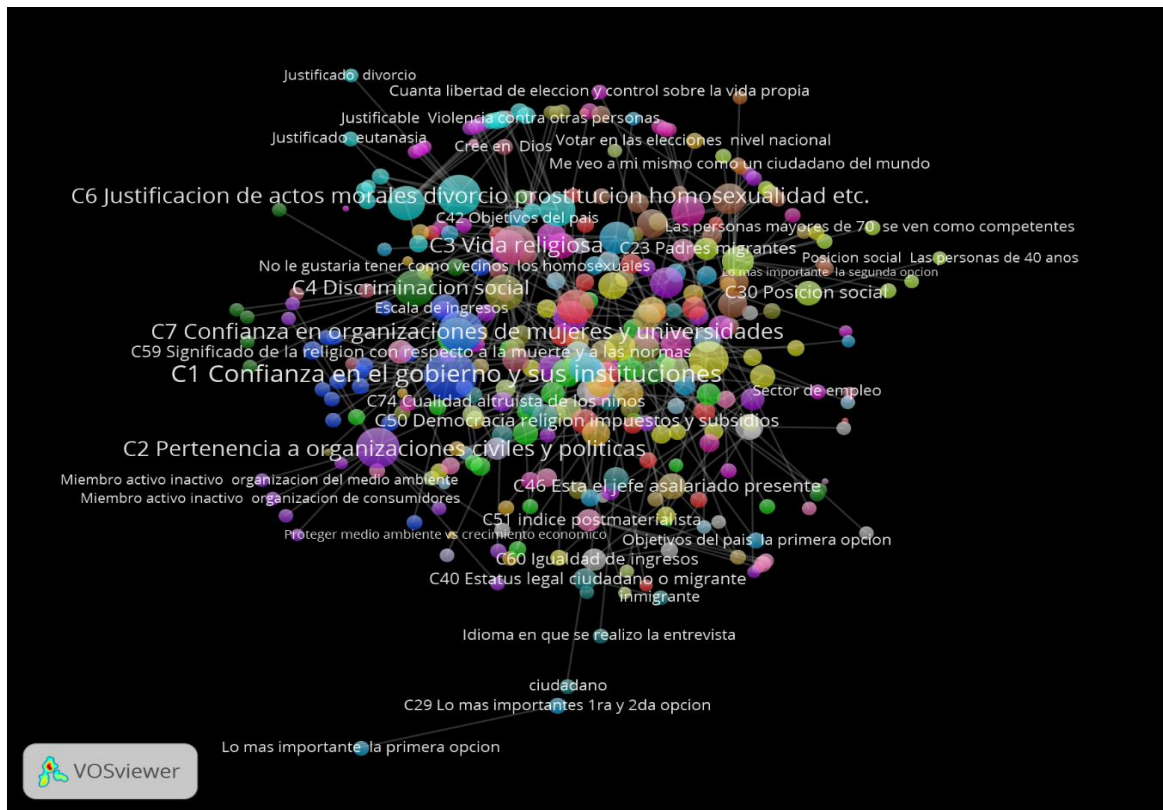 Justificado divorcio
Cuanta libertad de eleccion y control sobre la vida propia
Justificable Violencia contra otras personas
Justificado eutanasia
Cree en Dios
Votar en las elecciones nivel nacional
Me veo a mi mismo como un ciudadano del mundo
C6 Justificacion de actos morales divorcio prostitucion homosexualidad etc.
C42 Objetivos del pais
Las personas mayores de 70 se ven como competentes
C3 Vida religiosa
C23 Padres migrantes
Posicion social Las personas de 40 anos
No le gustaria tener como vecinos los homosexuales
Lo mas importante la segunda opcion
C4 Discriminacion social
C30 Posicion social
Escala de ingresos
C7 Confianza en organizaciones de mujeres y universidades
C59 Significado de la religion con respecto a la muerte y a las normas
C1 Confianza en el gobierno y sus instituciones
Sector de empleo
C74 Cualidad altruista de los ninos
C50 Democracia religion impuestos y subsidios
C2 Pertenencia a organizaciones civiles y politicas
Miembro activo inactivo organizacion del medio ambiente
C46 Esta el jefe asalariado presente
Miembro activo inactivo organizacion de consumidores
C51 indice postmaterialista
Proteger medio ambiente vs crecimiento economico
Objetivos del pais la primera opcion
C60 Igualdad de ingresos
C40 Estatus legal ciudadano o migrante
inmigrante
Idioma en que se realizo la entrevista
ciudadano
C29 Lo mas importantes 1ra y 2da opcion
Lo mas importante la primera opcion
VOSviewer